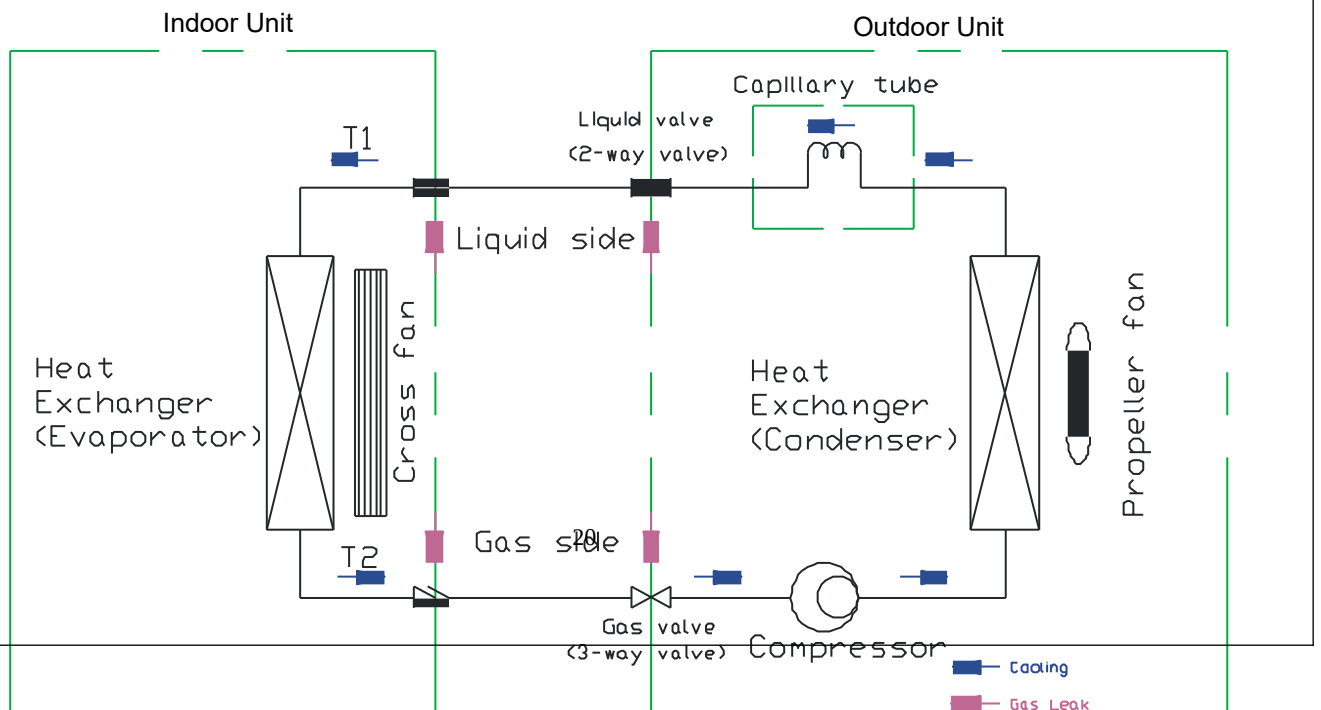 Indoor Unit
Outdoor Unit
Capillary tube
Liquid valve
(2-way valve)
T1
Liquid side
Heat
Exchanger
(Evaporator)
Cross fan
Heat
Exchanger
(Condenser)
Propeller fan
Gas side
20
T2
Gas valve
(3-way valve)
Compressor
Cooling
Gas Leak